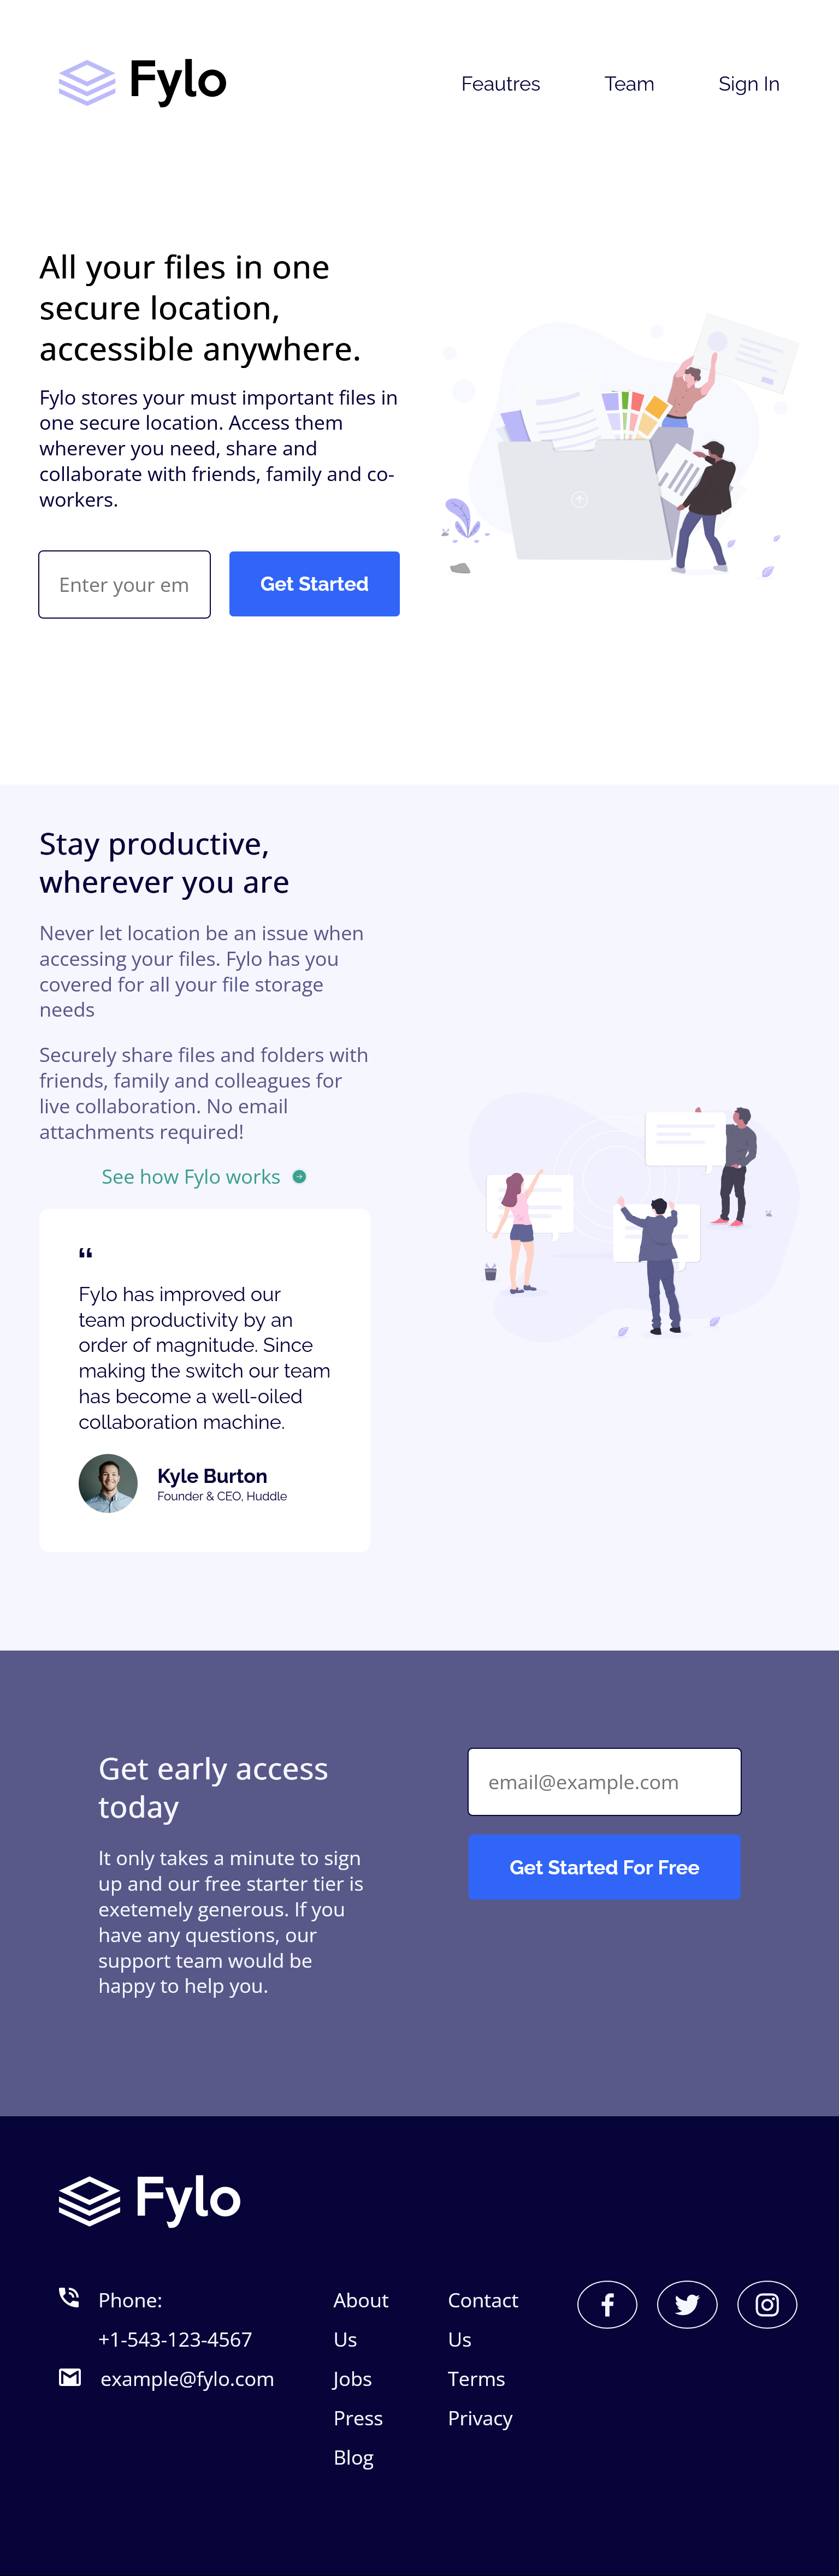 Fylo
Feautres Team Sign In
All your files in one
secure location,
accessible anywhere.
Fylo stores your must important files in
one secure location. Access them
wherever you need, share and
collaborate with friends, family and co-
workers.
Enter your em
Get Started
Stay productive,
wherever you are
Never let location be an issue when
accessing your files. Fylo has you
covered for all your file storage
needs
Securely share files and folders with
friends, family and colleagues for
live collaboration. No email
attachments required!
See how Fylo works
“
Fylo has improved our
team productivity by an
order of magnitude. Since
making the switch our team
has become a well-oiled
collaboration machine.
Kyle Burton
Founder & CEO, Huddle
Get early access
today
It only takes a minute to sign
up and our free starter tier is
exetemely generous. If you
have any questions, our
support team would be
happy to help you.
email@example.com
Get Started For Free
Fylo
Phone:
+1-543-123-4567
example@fylo.com
About
Us
Jobs
Press
Blog
Contact
Us
Terms
Privacy